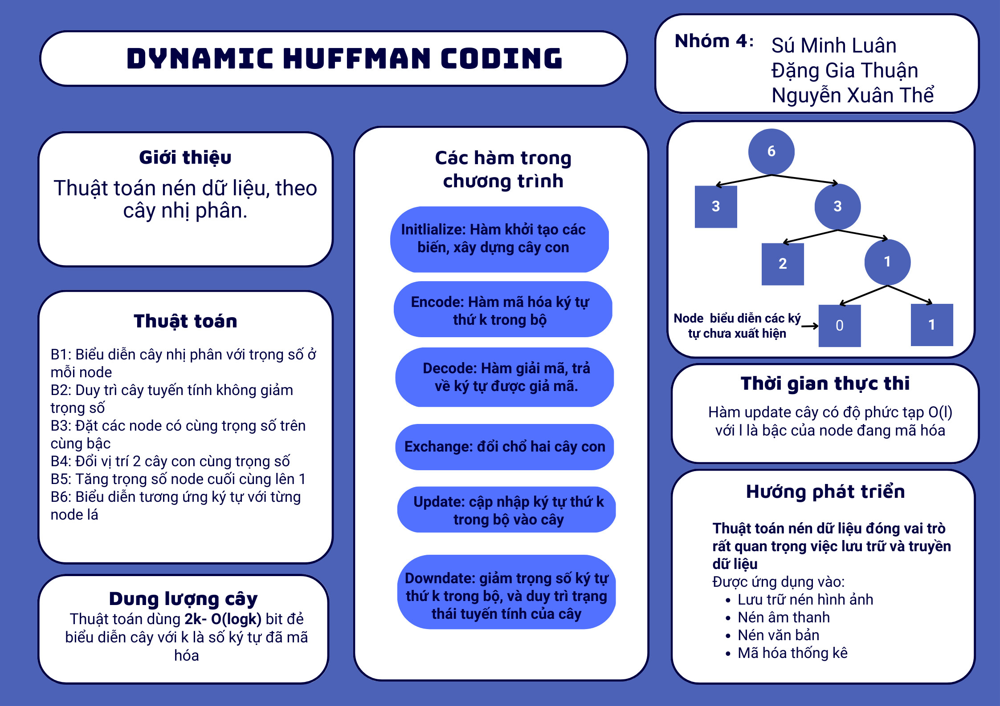 DYNAMIC HUFFMAN CODING
Nhóm 4:
Sú Minh Luân
Đặng Gia Thuận
Nguyễn Xuân Thể
Giới thiệu
Thuật toán nén dữ liệu, theo
cây nhị phân.
Thuật toán
B1: Biểu diễn cây nhị phân với trọng số ở
mỗi node
B2: Duy trì cây tuyến tính không giảm
trọng số
B3: Đặt các node có cùng trọng số trên
cùng bậc
B4: Đổi vị trí 2 cây con cùng trọng số
B5: Tăng trọng số node cuối cùng lên 1
B6: Biểu diễn tương ứng ký tự với từng
node lá
Dung lượng cây
Thuật toán dùng 2k- O(logk) bit đẻ
biểu diễn cây với k là số ký tự đã mã
hóa
Các hàm trong
chương trình
Initlialize: Hàm khởi tạo các
biến, xây dựng cây con
Encode: Hàm mã hóa ký tự
thứ k trong bộ
Decode: Hàm giải mã, trả
về ký tự được giả mã.
Exchange: đổi chổ hai cây con
Update: cập nhập ký tự thứ k
trong bộ vào cây
Downdate: giảm trọng số ký tự
thứ k trong bộ, và duy trì trạng
thái tuyến tính của cây
6
3
3
2
1
Node biểu diễn các ký
tự chưa xuất hiện
0
1
Thời gian thực thi
Hàm update cây có độ phức tạp O(l)
với l là bậc của node đang mã hóa
Hướng phát triển
Thuật toán nén dữ liệu đóng vai trò
rất quan trọng việc lưu trữ và truyền
dữ liệu
Được ứng dụng vào:
• Lưu trữ nén hình ảnh
• Nén âm thanh
• Nén văn bản
• Mã hóa thống kê